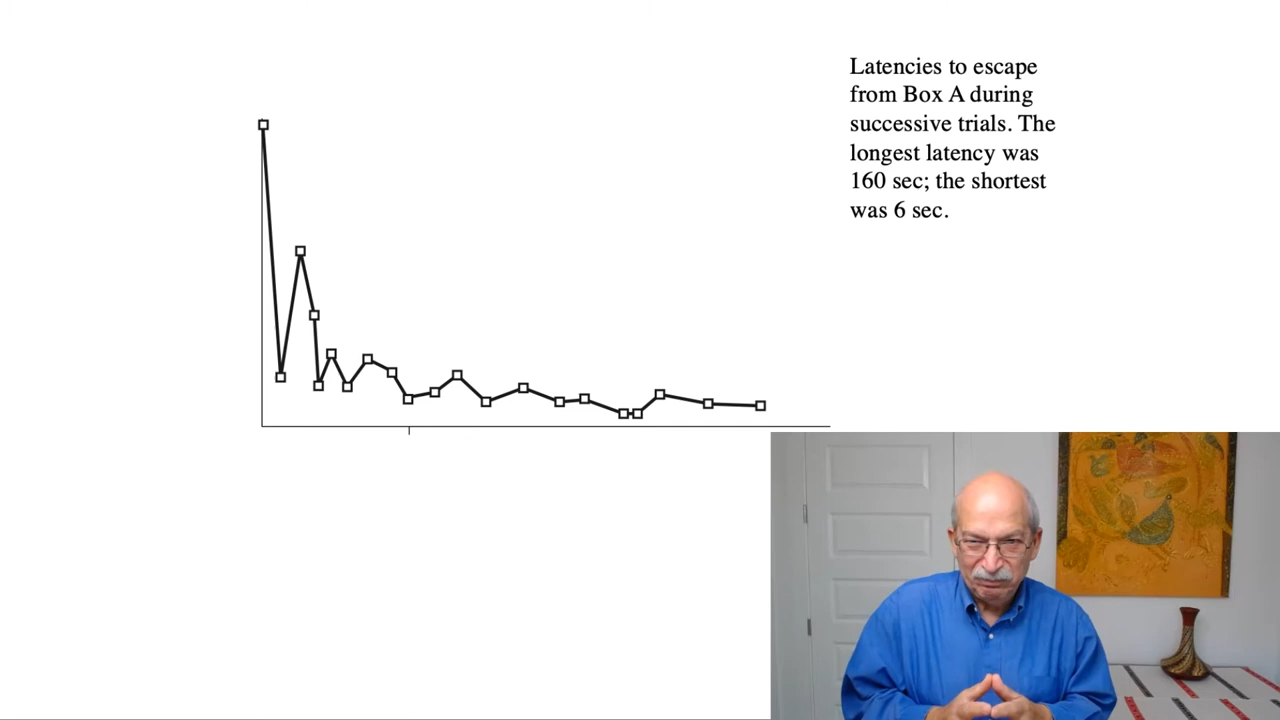 Latencies to escape
from Box A during
successive trials. The
longest latency was
160 sec; the shortest
was 6 sec.